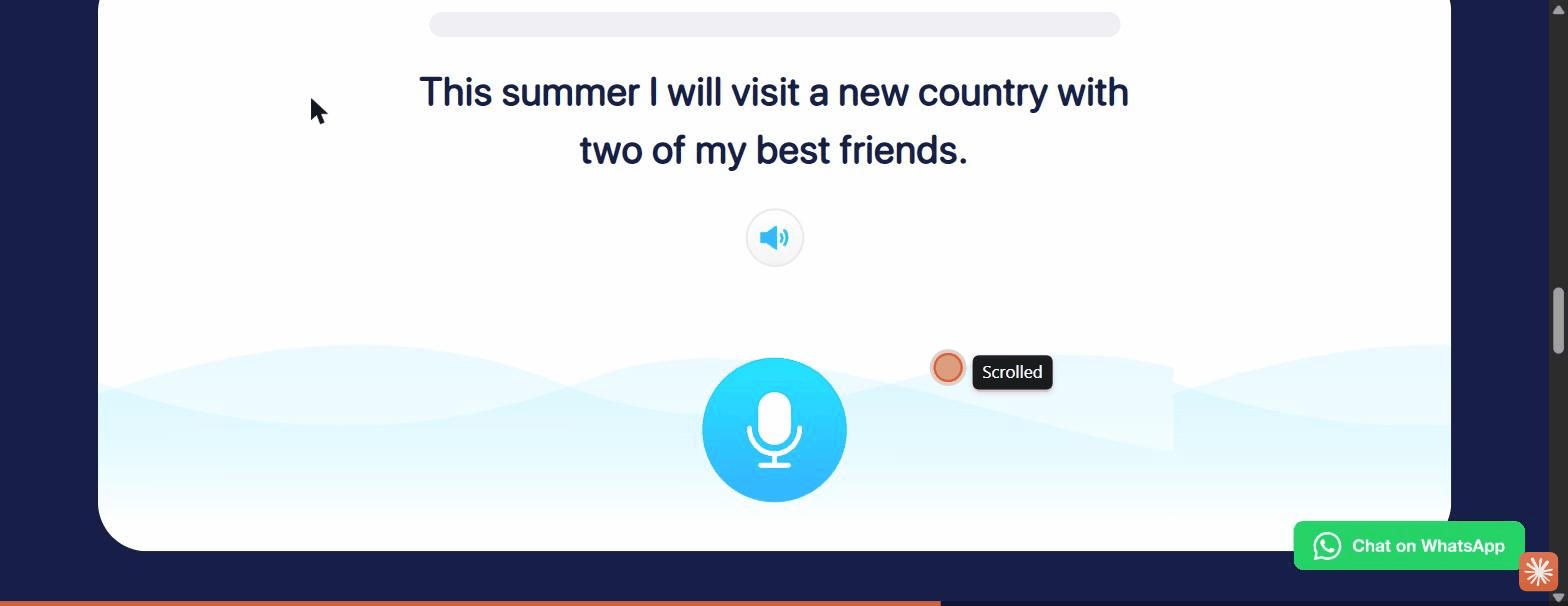 This summer I will visit a new country with
two of my best friends.
Scrolled
Chat on WhatsApp